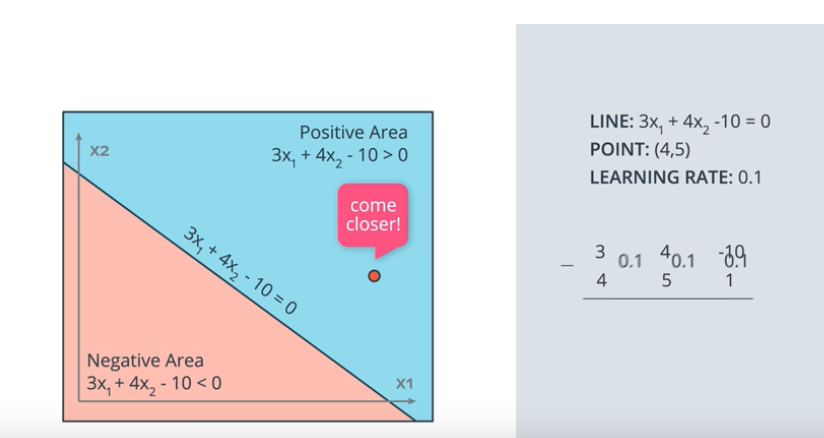 Positive Area
3x₁ + 4x₂ - 10 > 0
X2
come
closer!
3x₁ + 4x₂ - 10 = 0
Negative Area
3x₁ + 4x₂ - 10 < 0
X1
LINE: 3x₁ + 4x₂ -10 = 0
POINT: (4,5)
LEARNING RATE: 0.1
3 4 -10
– 0.1 0.1 0.1
4 5 1